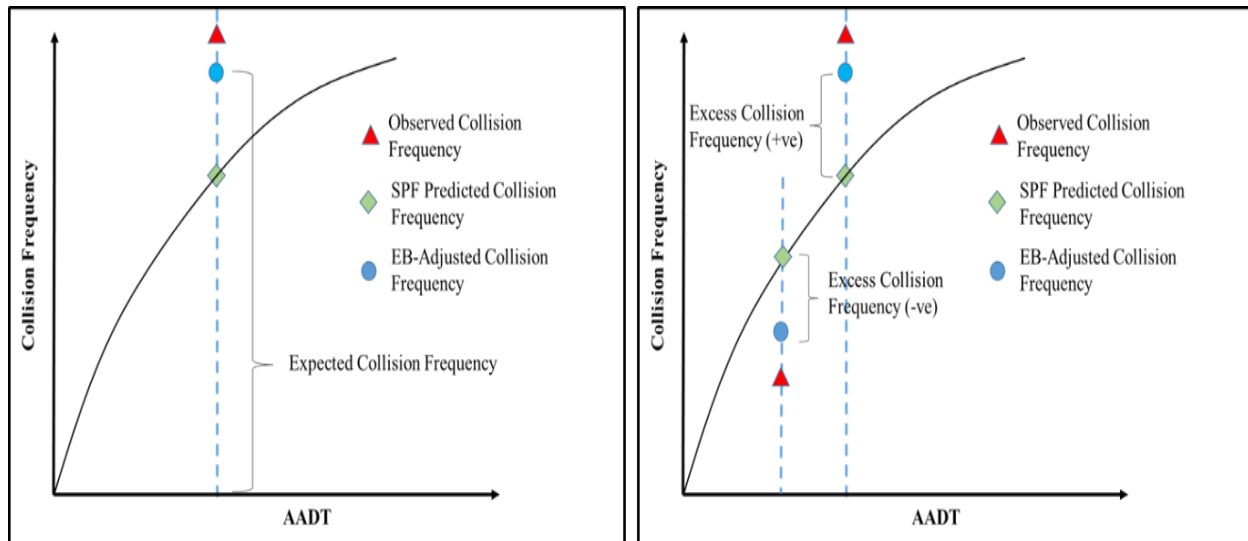 Collision Frequency
Observed Collision
Frequency
SPF Predicted Collision
Frequency
EB-Adjusted Collision
Frequency
Expected Collision Frequency
AADT
Collision Frequency
Excess Collision
Frequency (+ve)
Observed Collision
Frequency
SPF Predicted Collision
Frequency
EB-Adjusted Collision
Frequency
Excess Collision
Frequency (-ve)
AADT